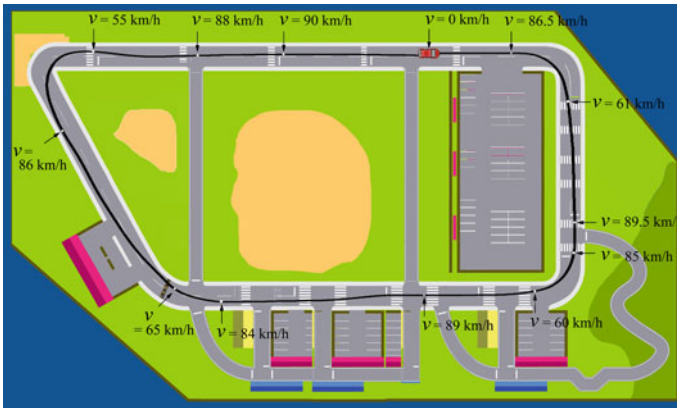 v = 55 km/h
v = 88 km/h
v = 90 km/h
v = 0 km/h
v = 86.5 km/h
v = 61 km/h
v =
86 km/h
v = 89.5 km/h
v = 85 km/h
v
= 65 km/h
v = 84 km/h
v = 89 km/h
v = 60 km/h